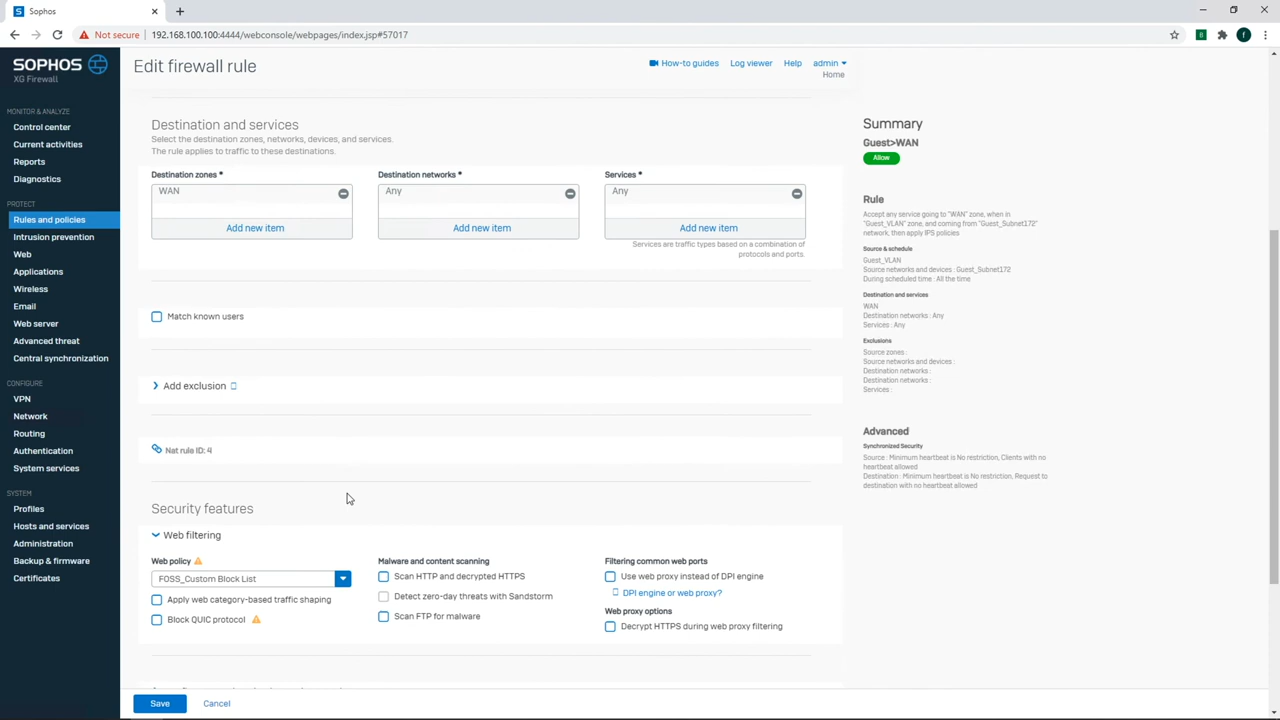 Sophos
Not secure
192.168.100.100:4444/webconsole/webpages/index.jsp#57017
SOPHOS
XG Firewall
MONITOR & ANALYZE
Control center
Current activities
Reports
Diagnostics
PROTECT
Rules and policies
Intrusion prevention
Web
Applications
Wireless
Email
Web server
Advanced threat
Central synchronization
CONFIGURE
VPN
Network
Routing
Authentication
System services
SYSTEM
Profiles
Hosts and services
Administration
Backup & firmware
Certificates
Edit firewall rule
How-to guides
Log viewer
Help
admin
Home
Destination and services
Select the destination zones, networks, devices, and services.
The rule applies to traffic to these destinations.
Destination zones *
WAN
Add new item
Destination networks *
Any
Add new item
Services *
Any
Add new item
Services are traffic types based on a combination of
protocols and ports.
Match known users
Add exclusion
Nat rule ID: 4
Security features
Web filtering
Web policy
FOSS_Custom Block List
Apply web category-based traffic shaping
Block QUIC protocol
Malware and content scanning
Scan HTTP and decrypted HTTPS
Detect zero-day threats with Sandstorm
Scan FTP for malware
Filtering common web ports
Use web proxy instead of DPI engine
DPI engine or web proxy?
Web proxy options
Decrypt HTTPS during web proxy filtering
Save
Cancel
Summary
Guest>WAN
Allow
Rule
Accept any service going to "WAN" zone, when in
"Guest_VLAN" zone, and coming from "Guest_Subnet172"
network, then apply IPS policies
Source & schedule
Guest_VLAN
Source networks and devices : Guest_Subnet172
During scheduled time : All the time
Destination and services
WAN
Destination networks : Any
Services : Any
Exclusions
Source zones :
Source networks and devices :
Destination networks :
Destination networks :
Services :
Advanced
Synchronized Security
Source : Minimum heartbeat is No restriction, Clients with no
heartbeat allowed
Destination : Minimum heartbeat is No restriction, Request to
destination with no heartbeat allowed